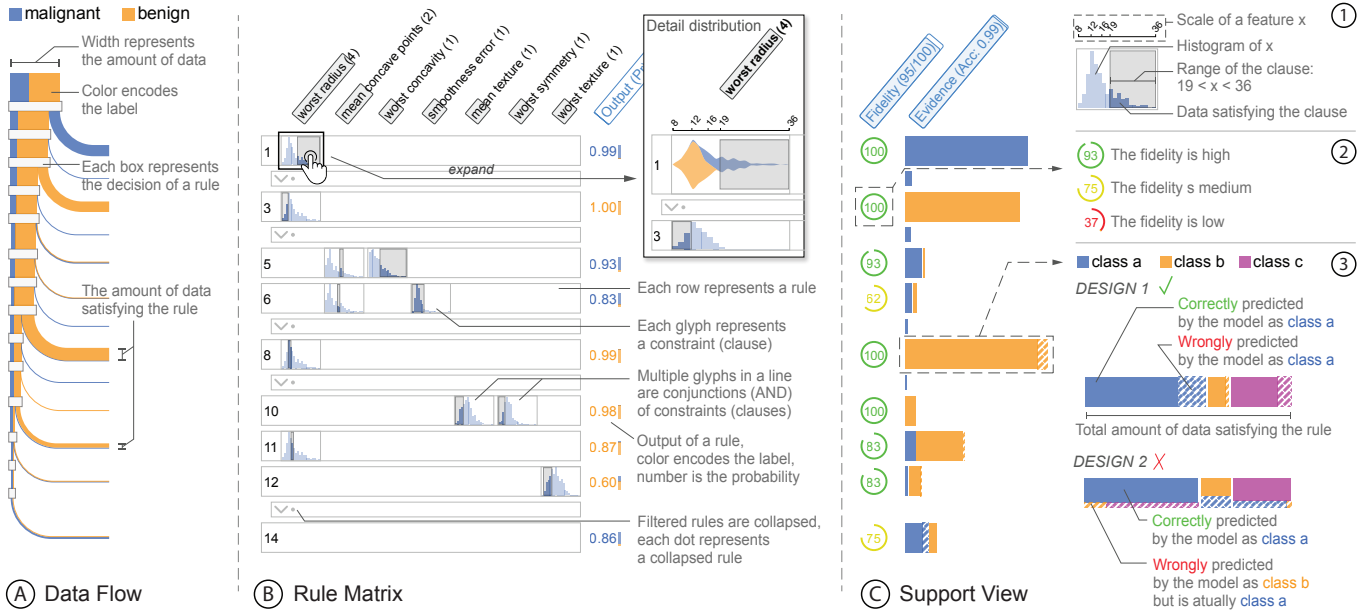 malignant benign
Width represents
the amount of data
Color encodes
the label
Each box represents
the decision of a rule
The amount of data
satisfying the rule
A Data Flow
worst radius (4)
mean concave points (2)
worst concavity (1)
smoothness error (1)
mean texture (1)
worst symmetry (1)
worst texture (1)
Output (Pr
1
0.99
3
1.00
5
0.93
6
0.83
8
0.99
10
0.98
11
0.87
12
0.60
14
0.86
expand
Detail distribution
worst radius (4)
8 12 16 19 36
1
3
Each row represents a rule
Each glyph represents
a constraint (clause)
Multiple glyphs in a line
are conjunctions (AND)
of constraints (clauses)
Output of a rule,
color encodes the label,
number is the probability
Filtered rules are collapsed,
each dot represents
a collapsed rule
B Rule Matrix
Fidelity (95/100)
Evidence (Acc: 0.99)
100
100
93
62
100
100
83
83
75
C Support View
1
8 12 16 19 36
Scale of a feature x
Histogram of x
Range of the clause:
19 < x < 36
Data satisfying the clause
2
93 The fidelity is high
75 The fidelity s medium
37 The fidelity is low
3
class a class b class c
DESIGN 1
Correctly predicted
by the model as class a
Wrongly predicted
by the model as class a
Total amount of data satisfying the rule
DESIGN 2
Correctly predicted
by the model as class a
Wrongly predicted
by the model as class b
but is atually class a